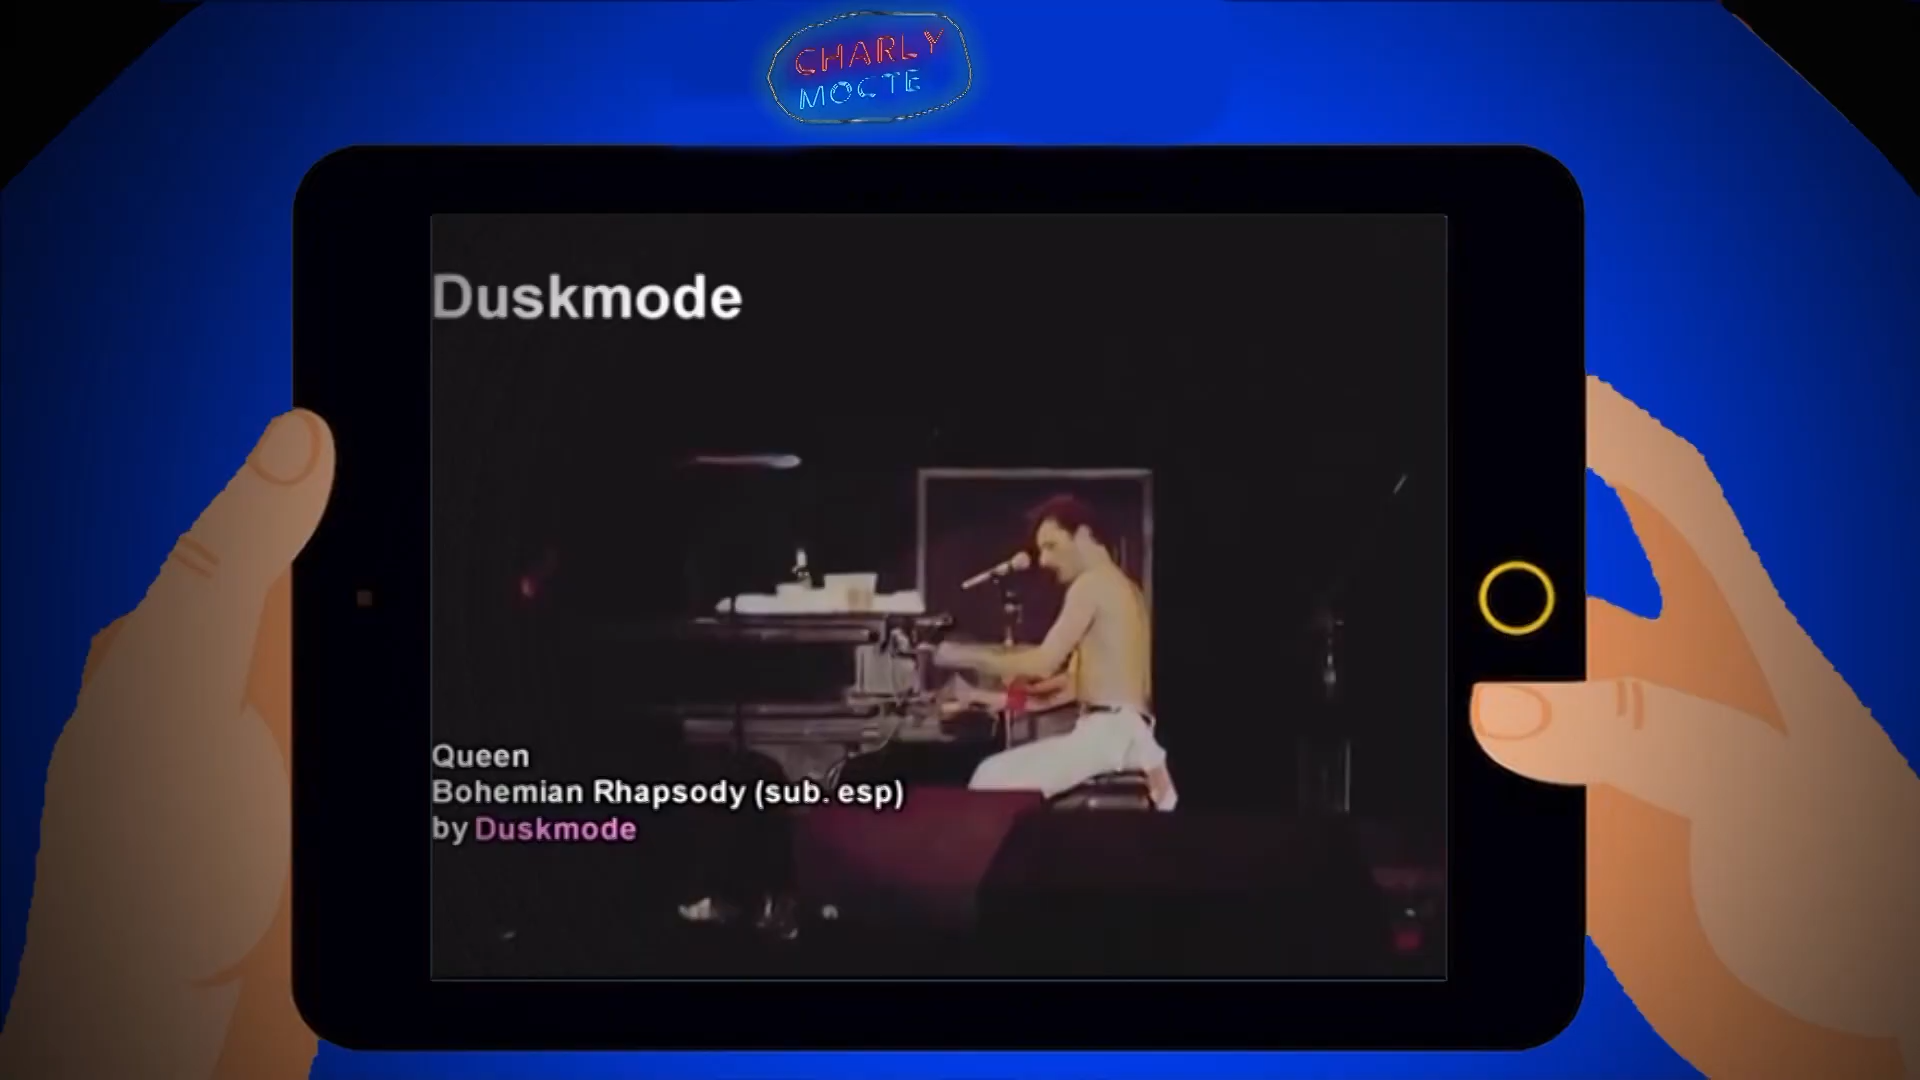 CHARLY
MOCTE
Duskmode
Queen
Bohemian Rhapsody (sub. esp)
by Duskmode